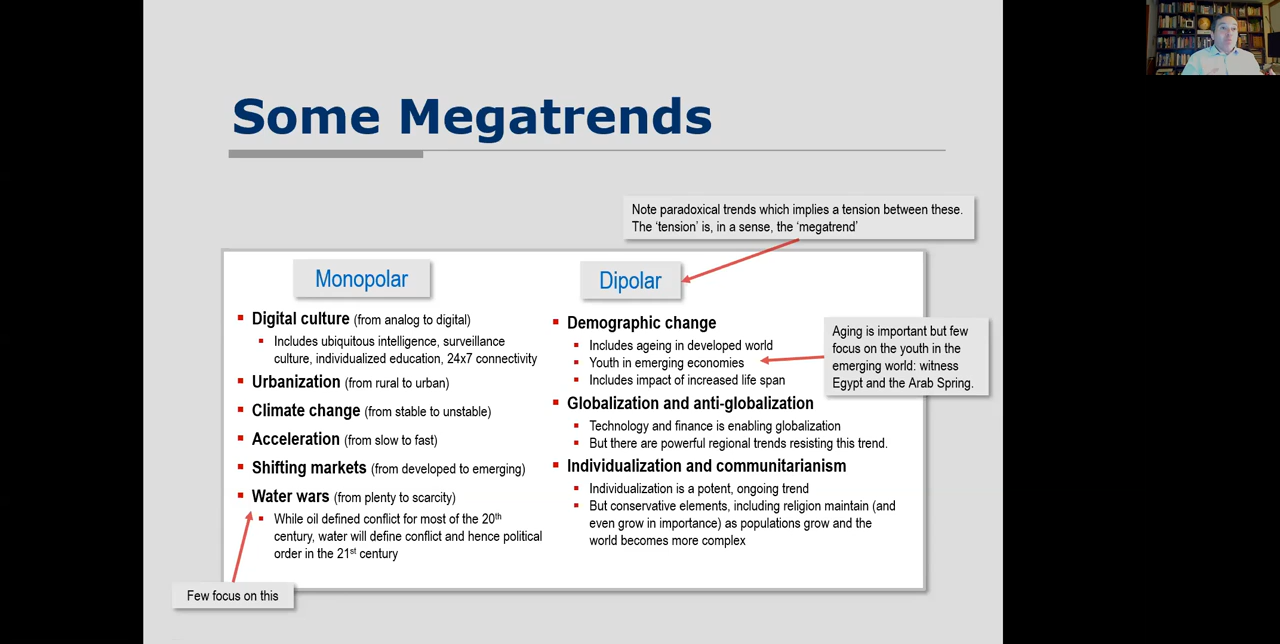 Some Megatrends
Note paradoxical trends which implies a tension between these.
The ‘tension’ is, in a sense, the ‘megatrend’
Monopolar
Digital culture (from analog to digital)
Includes ubiquitous intelligence, surveillance
culture, individualized education, 24x7 connectivity
Urbanization (from rural to urban)
Climate change (from stable to unstable)
Acceleration (from slow to fast)
Shifting markets (from developed to emerging)
Water wars (from plenty to scarcity)
While oil defined conflict for most of the 20th
century, water will define conflict and hence political
order in the 21st century
Few focus on this
Dipolar
Demographic change
Includes ageing in developed world
Youth in emerging economies
Includes impact of increased life span
Globalization and anti-globalization
Technology and finance is enabling globalization
But there are powerful regional trends resisting this trend.
Individualization and communitarianism
Individualization is a potent, ongoing trend
But conservative elements, including religion maintain (and
even grow in importance) as populations grow and the
world becomes more complex
Aging is important but few
focus on the youth in the
emerging world: witness
Egypt and the Arab Spring.